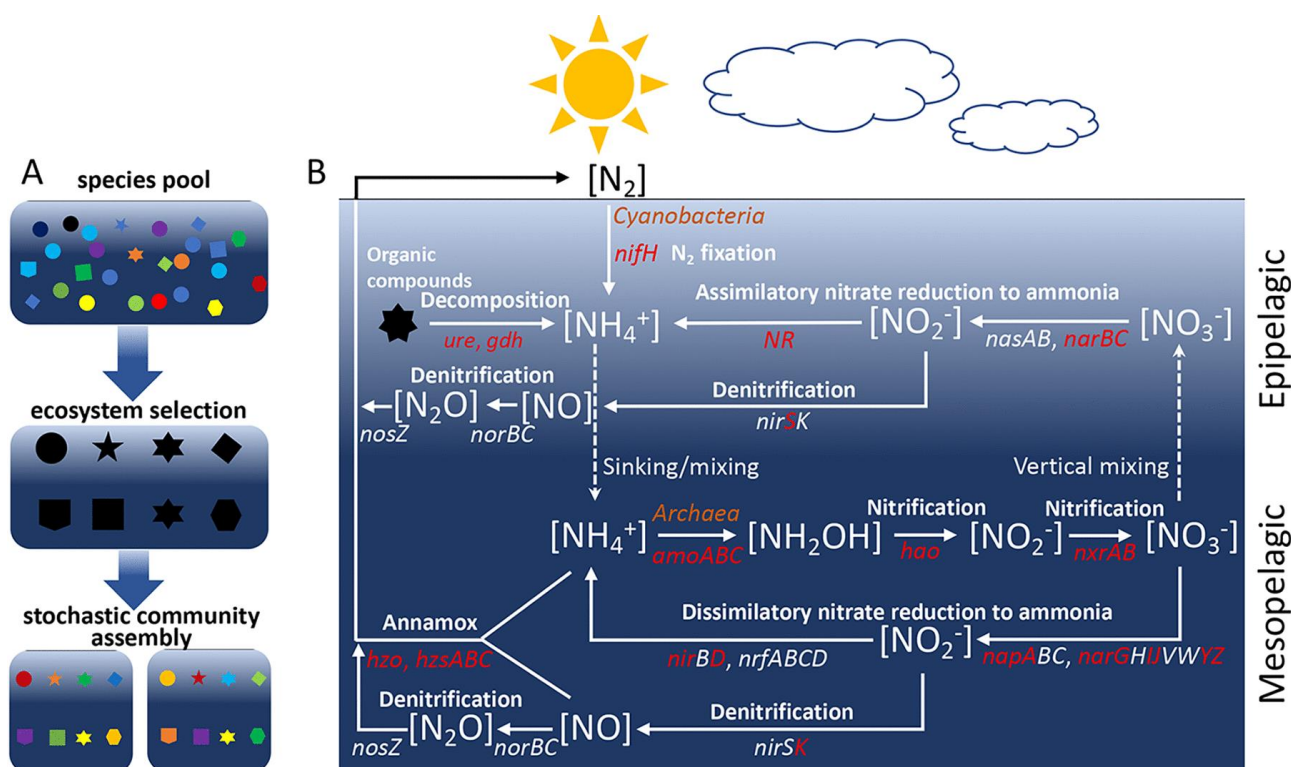 A
species pool
ecosystem selection
stochastic community
assembly
B
[N₂]
Cyanobacteria
nifH N₂ fixation
Organic
compounds
Decomposition
ure, gdh
[NH₄⁺]
Assimilatory nitrate reduction to ammonia
NR
[NO₂⁻]
nasAB, narBC
[NO₃⁻]
Denitrification
nosZ
[N₂O]
norBC
[NO]
Denitrification
nirSK
Epipelagic
Sinking/mixing
Vertical mixing
[NH₄⁺]
Archaea
amoABC
[NH₂OH]
Nitrification
hao
[NO₂⁻]
Nitrification
nxrAB
[NO₃⁻]
Annamox
hzo, hzsABC
Dissimilatory nitrate reduction to ammonia
nirBD, nrfABCD
[NO₂⁻]
napABC, narGHIJVWYZ
Denitrification
nosZ
[N₂O]
norBC
[NO]
Denitrification
nirSK
Mesopelagic